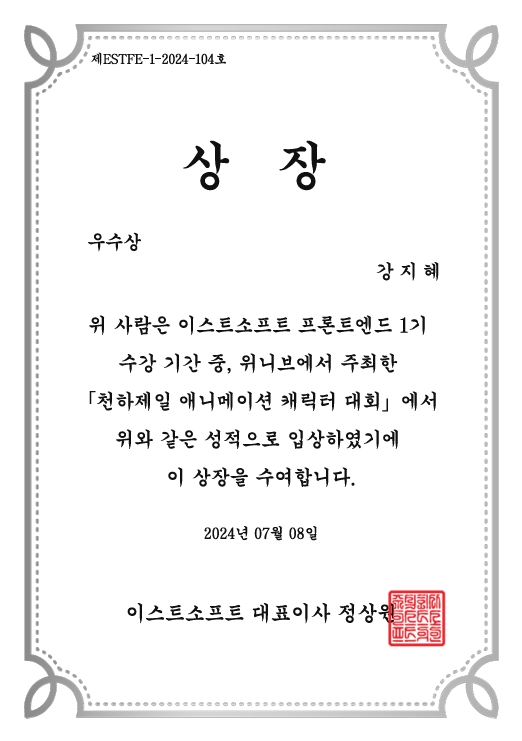 제ESTFE-1-2024-104호
상 장
우수상
강 지 혜
위 사람은 이스트소프트 프론트엔드 1기
수강 기간 중, 위니브에서 주최한
「천하제일 애니메이션 캐릭터 대회」에서
위와 같은 성적으로 입상하였기에
이 상장을 수여합니다.
2024년 07월 08일
이스트소프트 대표이사 정상원